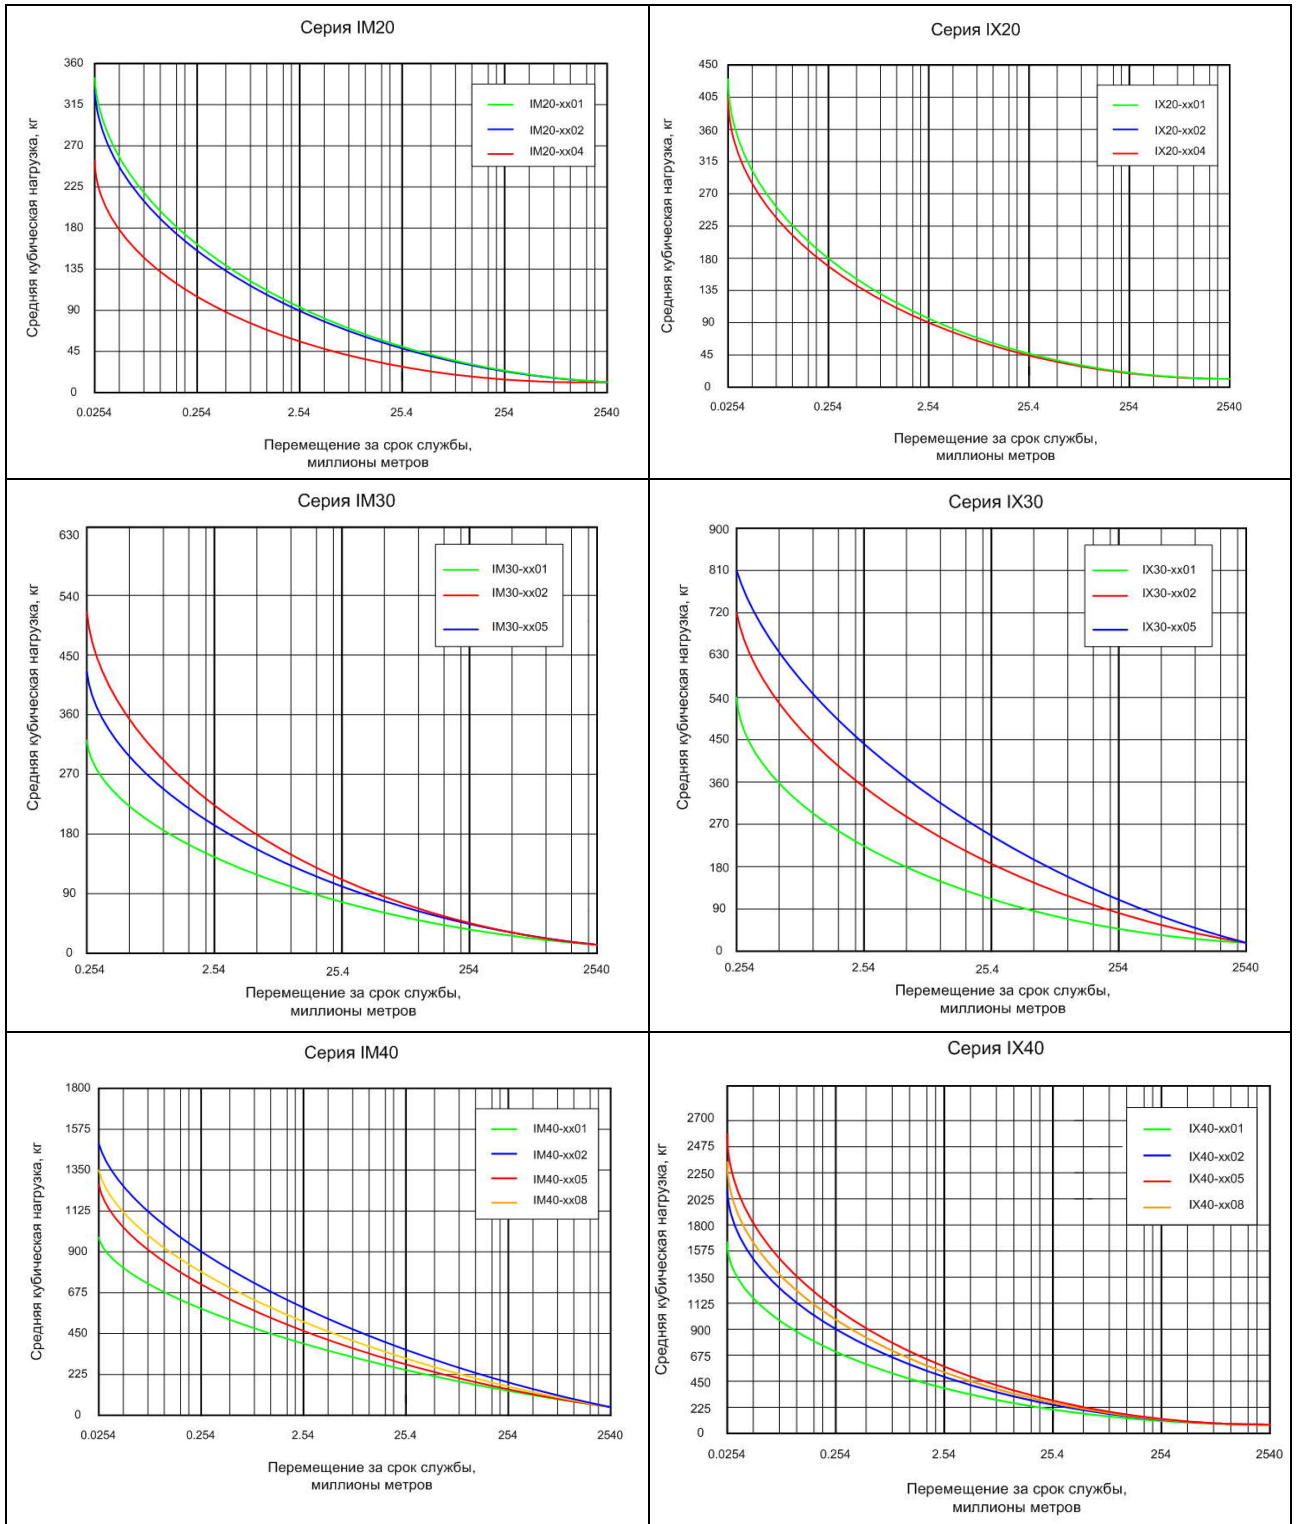 Серия IM20
Средняя кубическая нагрузка, кг
360
315
270
225
180
135
90
45
0
IM20-xx01
IM20-xx02
IM20-xx04
0.0254 0.254 2.54 25.4 254 2540
Перемещение за срок службы,
миллионы метров
Серия IX20
Средняя кубическая нагрузка, кг
450
405
360
315
270
225
180
135
90
45
0
IX20-xx01
IX20-xx02
IX20-xx04
0.0254 0.254 2.54 25.4 254 2540
Перемещение за срок службы,
миллионы метров
Серия IM30
Средняя кубическая нагрузка, кг
630
540
450
360
270
180
90
0
IM30-xx01
IM30-xx02
IM30-xx05
0.254 2.54 25.4 254 2540
Перемещение за срок службы,
миллионы метров
Серия IX30
Средняя кубическая нагрузка, кг
900
810
720
630
540
450
360
270
180
90
0
IX30-xx01
IX30-xx02
IX30-xx05
0.254 2.54 25.4 254 2540
Перемещение за срок службы,
миллионы метров
Серия IM40
Средняя кубическая нагрузка, кг
1800
1575
1350
1125
900
675
450
225
0
IM40-xx01
IM40-xx02
IM40-xx05
IM40-xx08
0.0254 0.254 2.54 25.4 254 2540
Перемещение за срок службы,
миллионы метров
Серия IX40
Средняя кубическая нагрузка, кг
2700
2475
2250
2025
1800
1575
1350
1125
900
675
450
225
0
IX40-xx01
IX40-xx02
IX40-xx05
IX40-xx08
0.0254 0.254 2.54 25.4 254 2540
Перемещение за срок службы,
миллионы метров